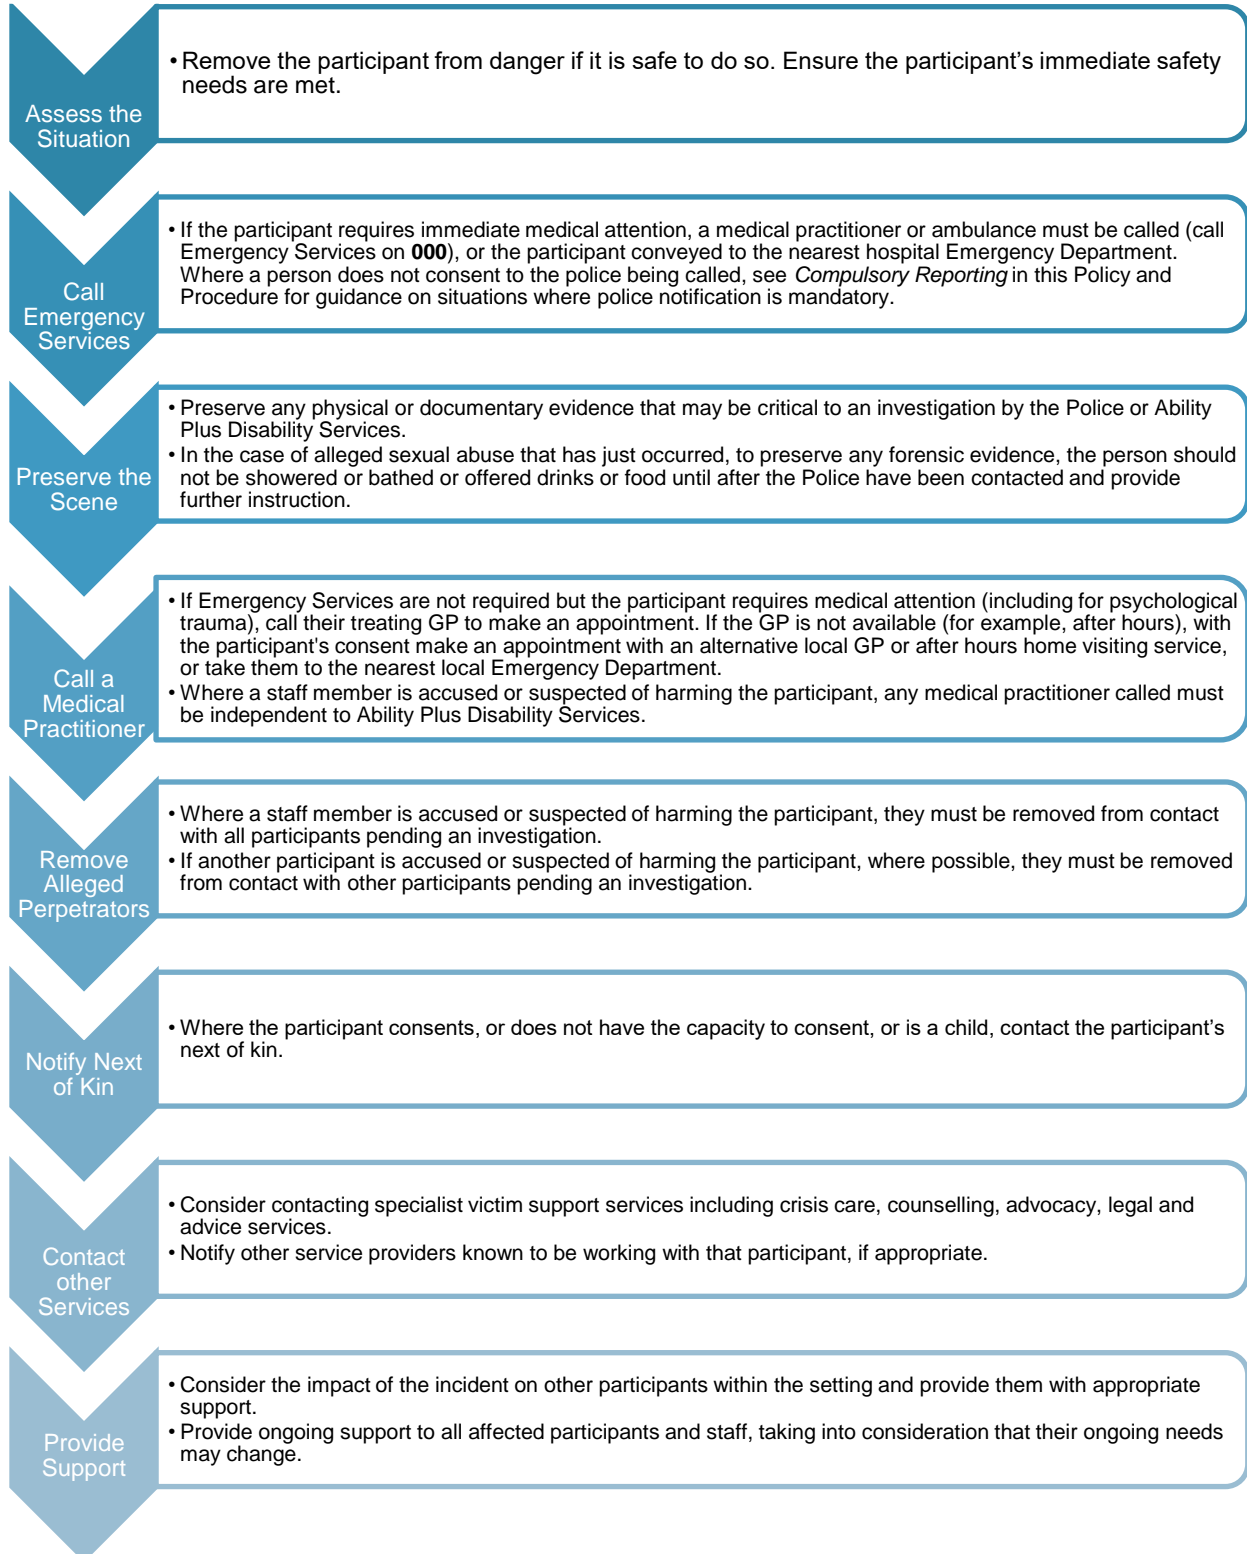 Assess the
Situation
• Remove the participant from danger if it is safe to do so. Ensure the participant’s immediate safety
needs are met.
Call
Emergency
Services
• If the participant requires immediate medical attention, a medical practitioner or ambulance must be called (call
Emergency Services on 000), or the participant conveyed to the nearest hospital Emergency Department.
Where a person does not consent to the police being called, see Compulsory Reporting in this Policy and
Procedure for guidance on situations where police notification is mandatory.
Preserve the
Scene
• Preserve any physical or documentary evidence that may be critical to an investigation by the Police or Ability
Plus Disability Services.
• In the case of alleged sexual abuse that has just occurred, to preserve any forensic evidence, the person should
not be showered or bathed or offered drinks or food until after the Police have been contacted and provide
further instruction.
Call a
Medical
Practitioner
• If Emergency Services are not required but the participant requires medical attention (including for psychological
trauma), call their treating GP to make an appointment. If the GP is not available (for example, after hours), with
the participant's consent make an appointment with an alternative local GP or after hours home visiting service,
or take them to the nearest local Emergency Department.
• Where a staff member is accused or suspected of harming the participant, any medical practitioner called must
be independent to Ability Plus Disability Services.
Remove
Alleged
Perpetrators
• Where a staff member is accused or suspected of harming the participant, they must be removed from contact
with all participants pending an investigation.
• If another participant is accused or suspected of harming the participant, where possible, they must be removed
from contact with other participants pending an investigation.
Notify Next
of Kin
• Where the participant consents, or does not have the capacity to consent, or is a child, contact the participant’s
next of kin.
Contact
other
Services
• Consider contacting specialist victim support services including crisis care, counselling, advocacy, legal and
advice services.
• Notify other service providers known to be working with that participant, if appropriate.
Provide
Support
• Consider the impact of the incident on other participants within the setting and provide them with appropriate
support.
• Provide ongoing support to all affected participants and staff, taking into consideration that their ongoing needs
may change.